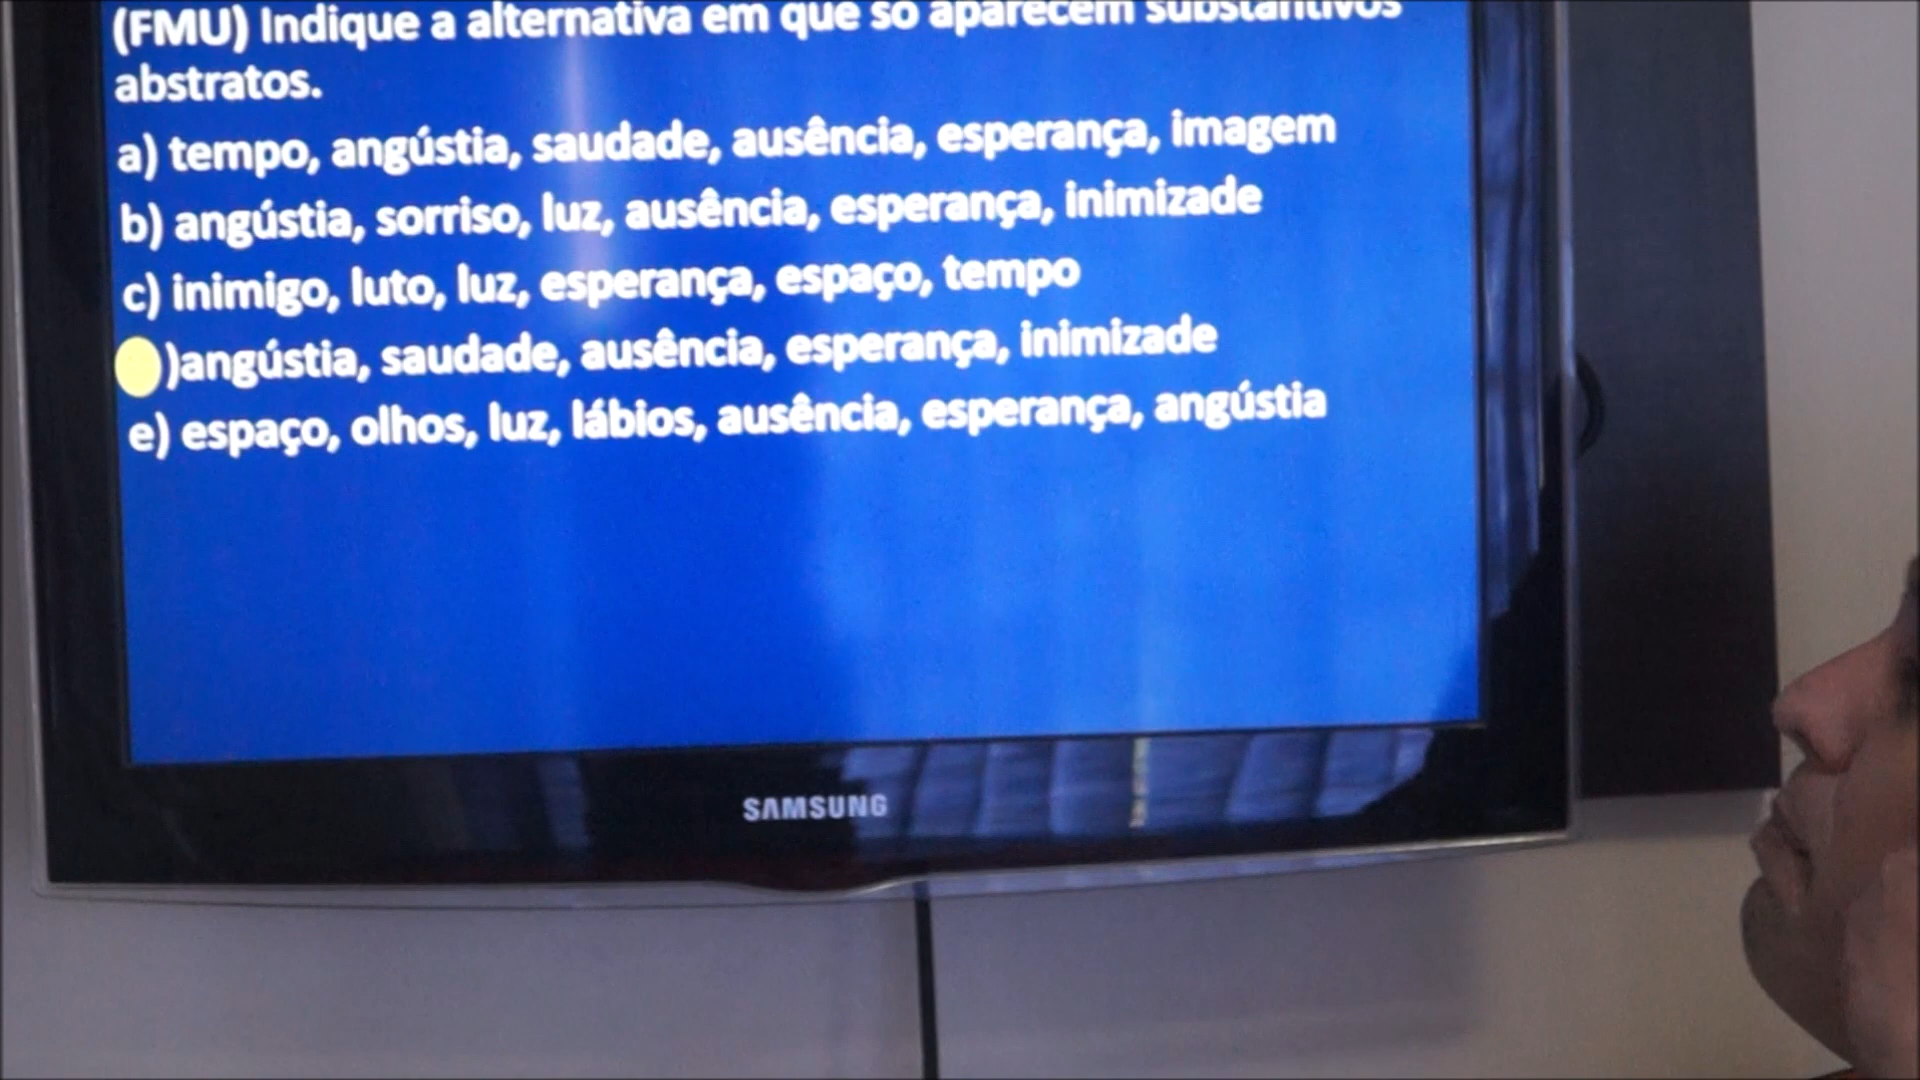 (FMU) Indique a alternativa em que só aparecem substantivos
abstratos.
a) tempo, angústia, saudade, ausência, esperança, imagem
b) angústia, sorriso, luz, ausência, esperança, inimizade
c) inimigo, luto, luz, esperança, espaço, tempo
)angústia, saudade, ausência, esperança, inimizade
e) espaço, olhos, luz, lábios, ausência, esperança, angústia
SAMSUNG